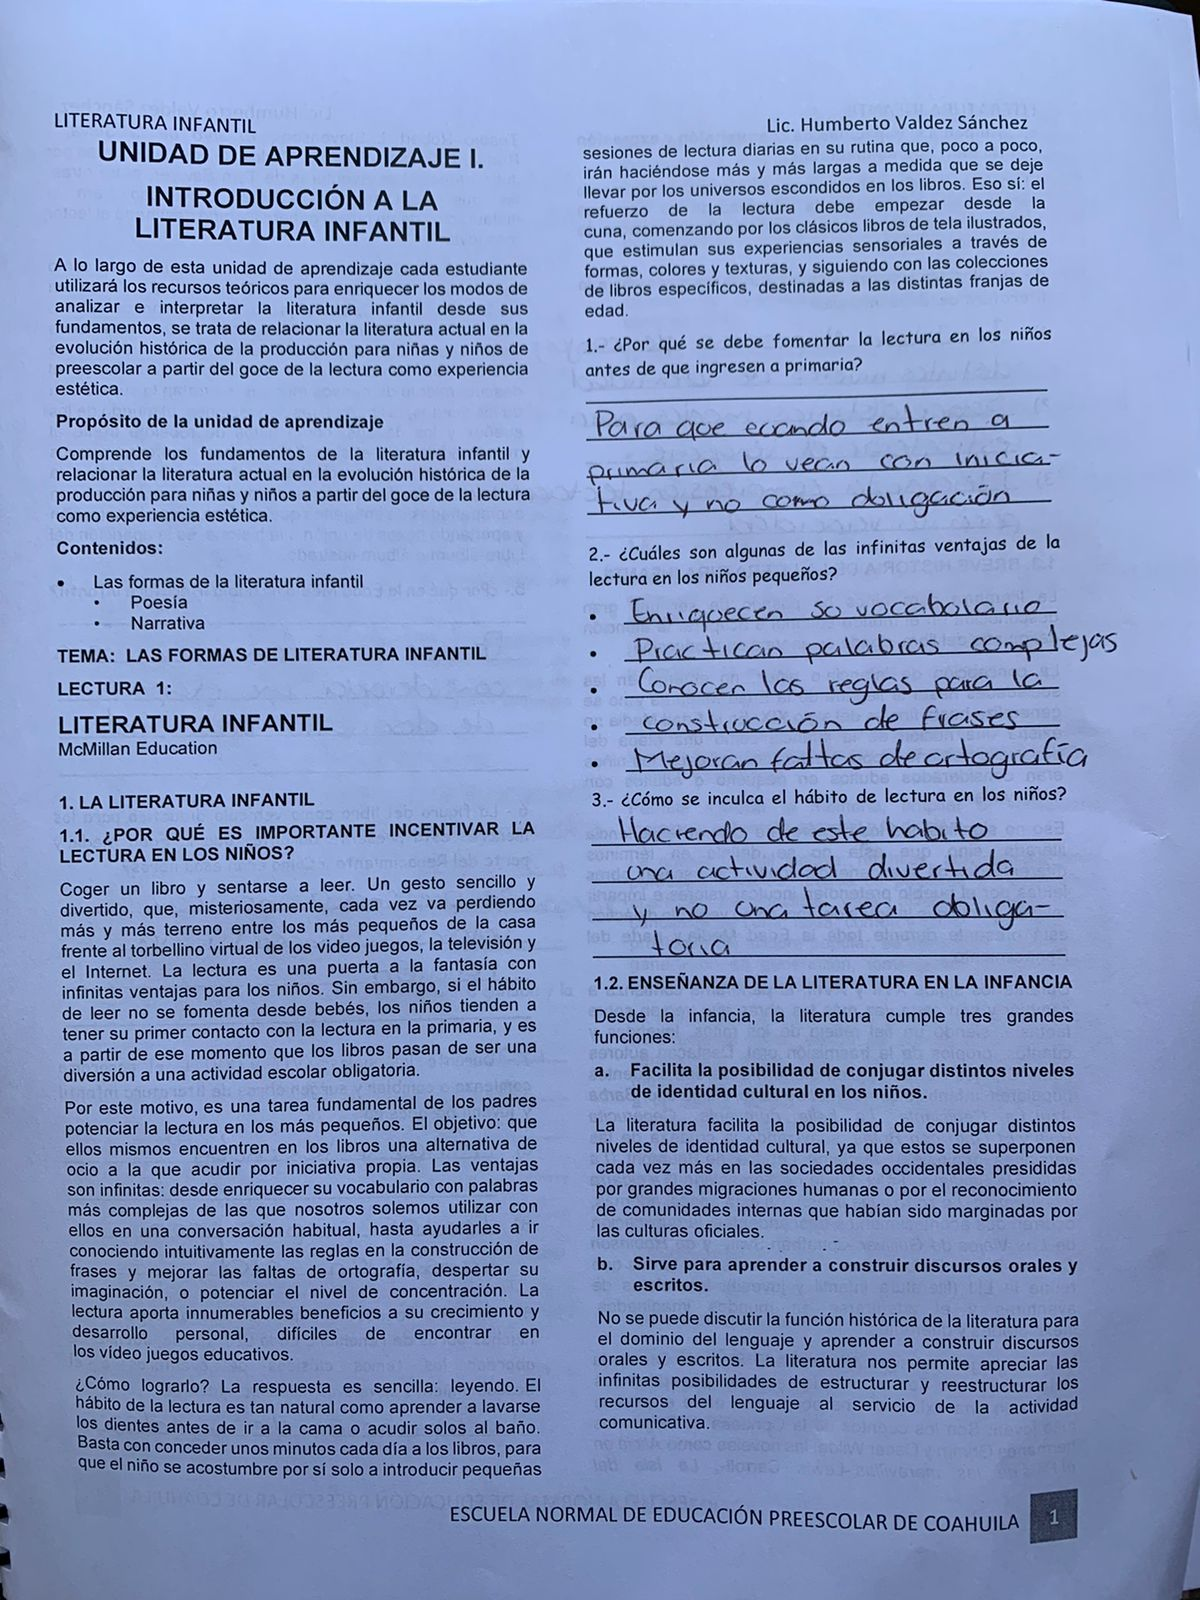 LITERATURA INFANTIL
UNIDAD DE APRENDIZAJE I.
INTRODUCCIÓN A LA
LITERATURA INFANTIL
A lo largo de esta unidad de aprendizaje cada estudiante
utilizará los recursos teóricos para enriquecer los modos de
analizar e interpretar la literatura infantil desde sus
fundamentos, se trata de relacionar la literatura actual en la
evolución histórica de la producción para niñas y niños de
preescolar a partir del goce de la lectura como experiencia
estética.
Propósito de la unidad de aprendizaje
Comprende los fundamentos de la literatura infantil y
relacionar la literatura actual en la evolución histórica de la
producción para niñas y niños a partir del goce de la lectura
como experiencia estética.
Contenidos:
• Las formas de la literatura infantil
• Poesía
• Narrativa
TEMA: LAS FORMAS DE LITERATURA INFANTIL
LECTURA 1:
LITERATURA INFANTIL
McMillan Education
1. LA LITERATURA INFANTIL
1.1. ¿POR QUÉ ES IMPORTANTE INCENTIVAR LA
LECTURA EN LOS NIÑOS?
Coger un libro y sentarse a leer. Un gesto sencillo y
divertido, que, misteriosamente, cada vez va perdiendo
más y más terreno entre los más pequeños de la casa
frente al torbellino virtual de los video juegos, la televisión y
el Internet. La lectura es una puerta a la fantasía con
infinitas ventajas para los niños. Sin embargo, si el hábito
de leer no se fomenta desde bebés, los niños tienden a
tener su primer contacto con la lectura en la primaria, y es
a partir de ese momento que los libros pasan de ser una
diversión a una actividad escolar obligatoria.
Por este motivo, es una tarea fundamental de los padres
potenciar la lectura en los más pequeños. El objetivo: que
ellos mismos encuentren en los libros una alternativa de
ocio a la que acudir por iniciativa propia. Las ventajas
son infinitas: desde enriquecer su vocabulario con palabras
más complejas de las que nosotros solemos utilizar con
ellos en una conversación habitual, hasta ayudarles a ir
conociendo intuitivamente las reglas en la construcción de
frases y mejorar las faltas de ortografía, despertar su
imaginación, o potenciar el nivel de concentración. La
lectura aporta innumerables beneficios a su crecimiento y
desarrollo personal, difíciles de encontrar en
los vídeo juegos educativos.
¿Cómo lograrlo? La respuesta es sencilla: leyendo. El
hábito de la lectura es tan natural como aprender a lavarse
los dientes antes de ir a la cama o acudir solos al baño.
Basta con conceder unos minutos cada día a los libros, para
que el niño se acostumbre por sí solo a introducir pequeñas
Lic. Humberto Valdez Sánchez
sesiones de lectura diarias en su rutina que, poco a poco,
irán haciéndose más y más largas a medida que se deje
llevar por los universos escondidos en los libros. Eso sí: el
refuerzo de la lectura debe empezar desde la
cuna, comenzando por los clásicos libros de tela ilustrados,
que estimulan sus experiencias sensoriales a través de
formas, colores y texturas, y siguiendo con las colecciones
de libros específicos, destinadas a las distintas franjas de
edad.
1.- ¿Por qué se debe fomentar la lectura en los niños
antes de que ingresen a primaria?
Para que cuando entren a
primaria lo vean con inicia-
tiva y no como obligación
2.- ¿Cuáles son algunas de las infinitas ventajas de la
lectura en los niños pequeños?
• Enriquecen su vocabulario
• Practican palabras complejas
• Conocen las reglas para la
• construcción de frases
• Mejoran faltas de ortografía
3.- ¿Cómo se inculca el hábito de lectura en los niños?
Haciendo de este habito
una actividad divertida
y no una tarea obliga-
toria
1.2. ENSEÑANZA DE LA LITERATURA EN LA INFANCIA
Desde la infancia, la literatura cumple tres grandes
funciones:
a. Facilita la posibilidad de conjugar distintos niveles
de identidad cultural en los niños.
La literatura facilita la posibilidad de conjugar distintos
niveles de identidad cultural, ya que estos se superponen
cada vez más en las sociedades occidentales presididas
por grandes migraciones humanas o por el reconocimiento
de comunidades internas que habían sido marginadas por
las culturas oficiales.
b. Sirve para aprender a construir discursos orales y
escritos.
No se puede discutir la función histórica de la literatura para
el dominio del lenguaje y aprender a construir discursos
orales y escritos. La literatura nos permite apreciar las
infinitas posibilidades de estructurar y reestructurar los
recursos del lenguaje al servicio de la actividad
comunicativa.
ESCUELA NORMAL DE EDUCACIÓN PREESCOLAR DE COAHUILA 1